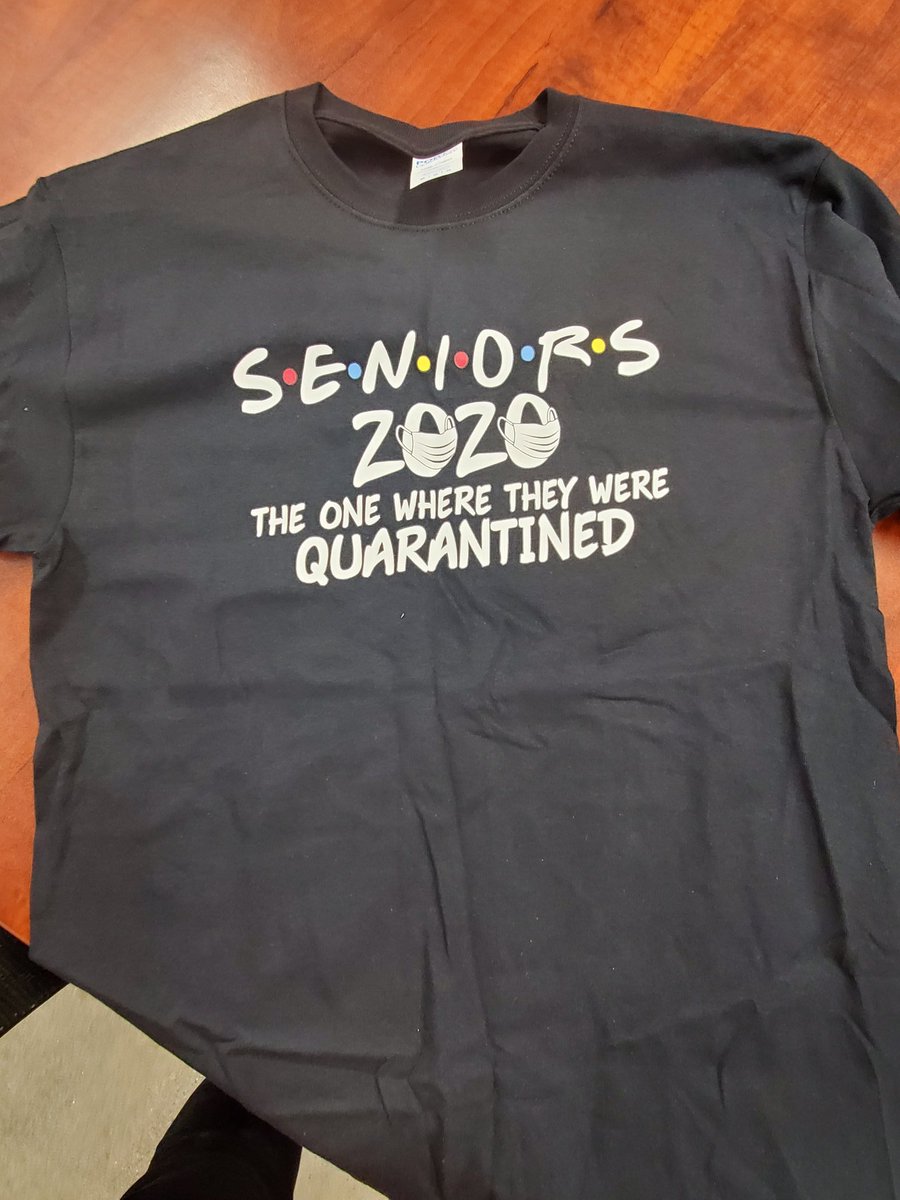 S•E•N•I•O•R•S
2020
THE ONE WHERE THEY WERE
QUARANTINED